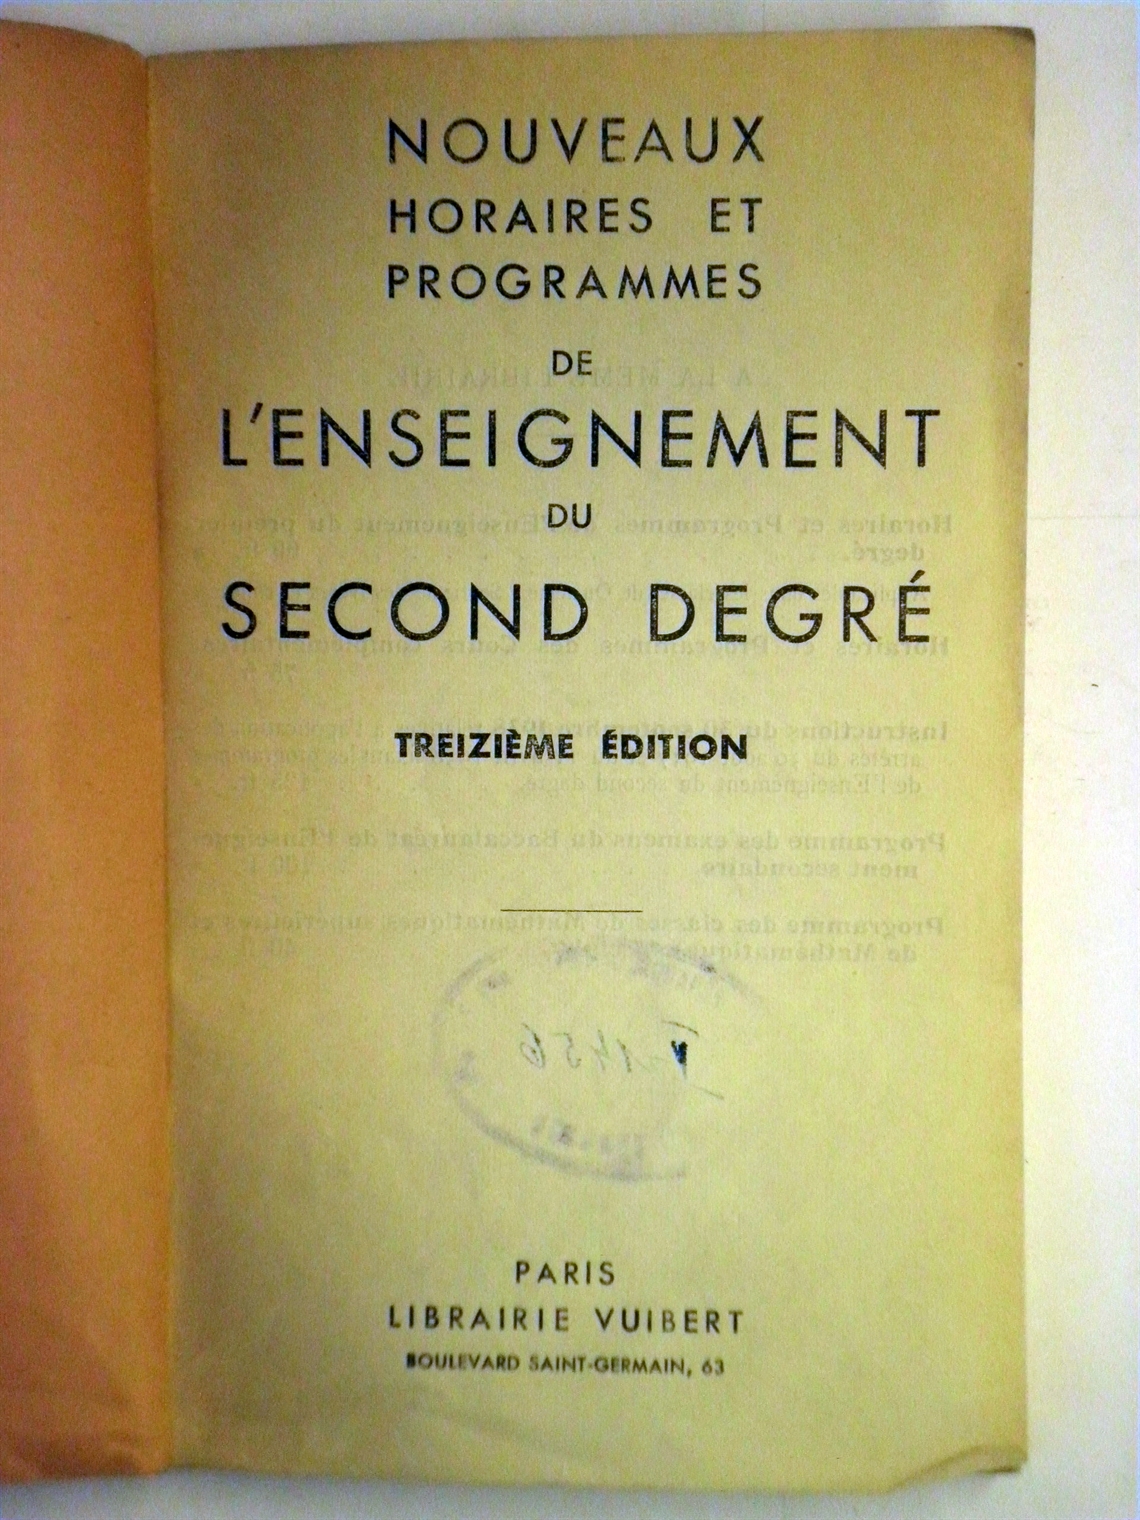 NOUVEAUX
HORAIRES ET
PROGRAMMES
DE
L'ENSEIGNEMENT
DU
SECOND DEGRÉ
TREIZIÈME ÉDITION
PARIS
LIBRAIRIE VUIBERT
BOULEVARD SAINT-GERMAIN, 63